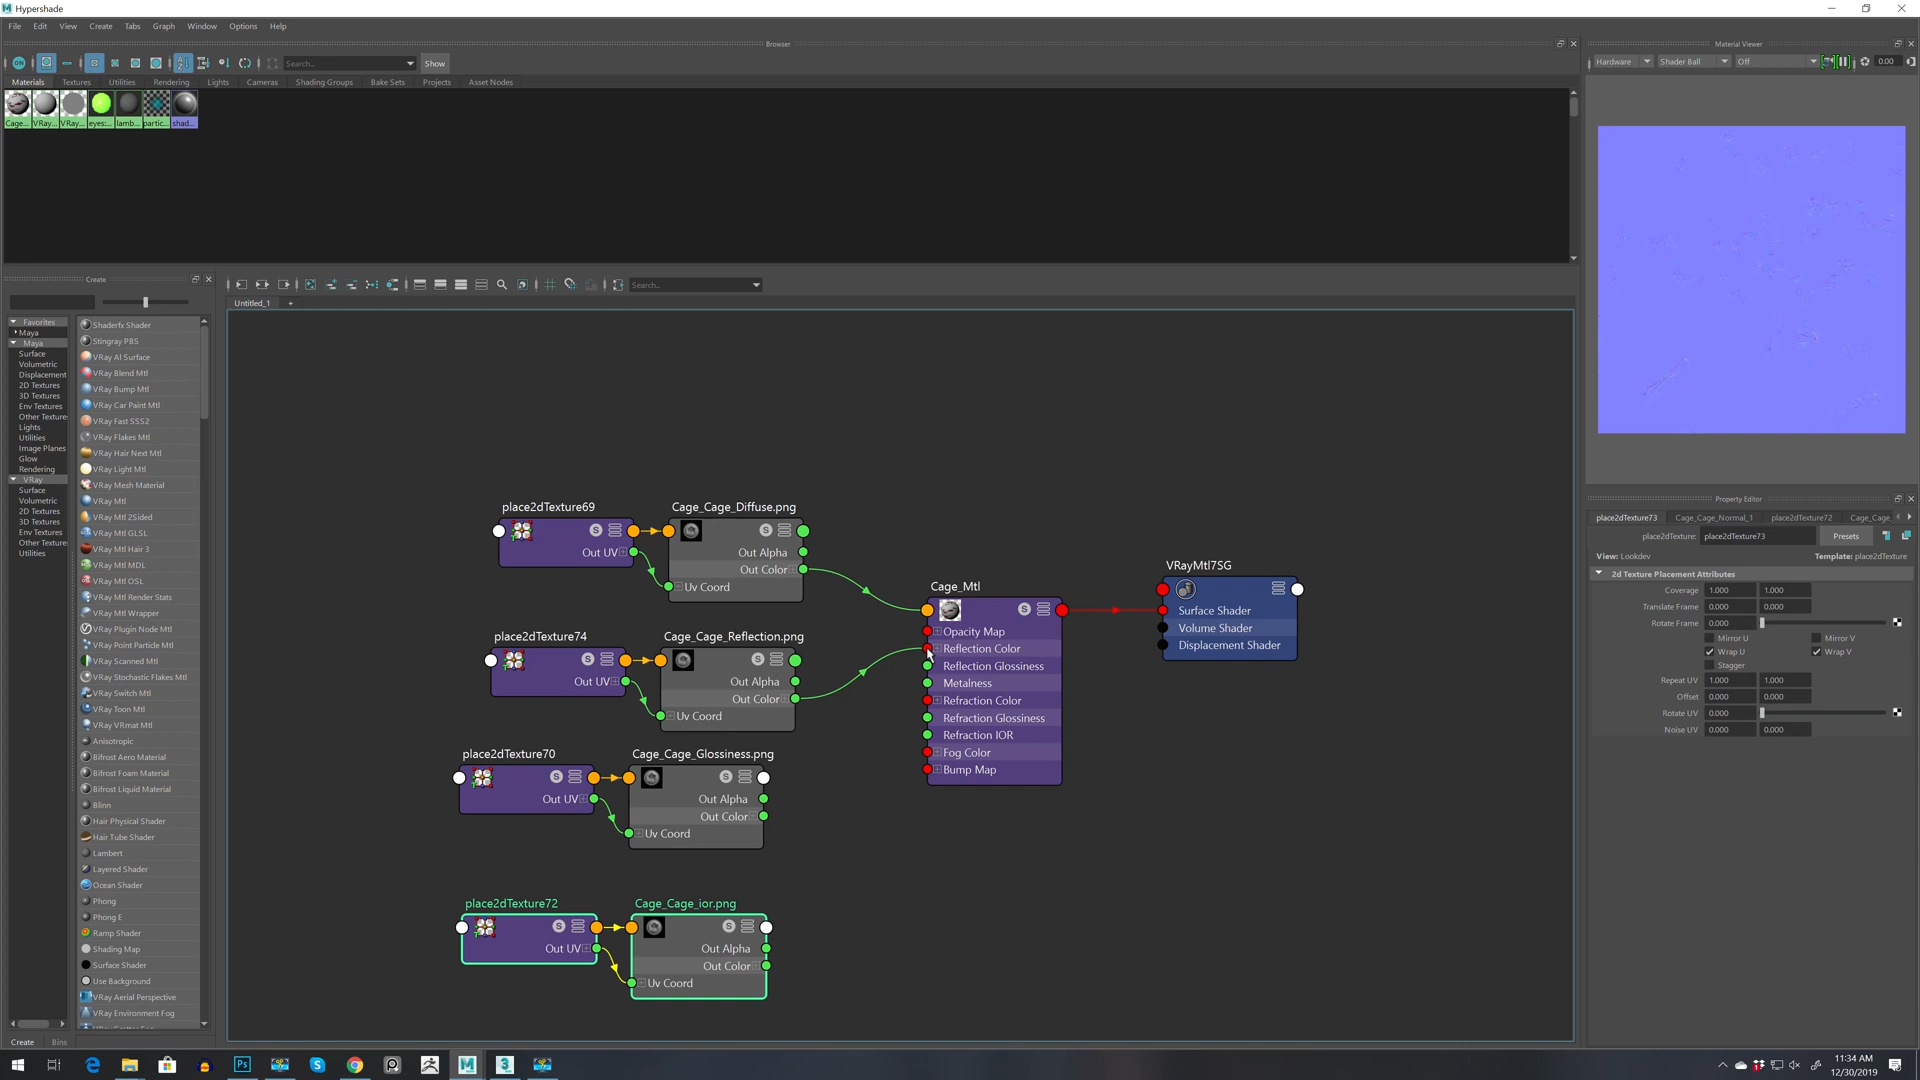 Hypershade
File Edit View Create Tabs Graph Window Options Help
Browser
ON
Search...
Show
Materials Textures Utilities Rendering Lights Cameras Shading Groups Bake Sets Projects Asset Nodes
Cage... VRay... VRay... eyes:... lamb... partic... shad...
Material Viewer
Hardware Shader Ball Off 0.00
Create
Search...
Untitled_1 +
Favorites
Maya
Maya
Surface
Volumetric
Displacement
2D Textures
3D Textures
Env Textures
Other Textures
Lights
Utilities
Image Planes
Glow
Rendering
VRay
Surface
Volumetric
2D Textures
3D Textures
Env Textures
Other Textures
Utilities
Shaderfx Shader
Stingray PBS
VRay Al Surface
VRay Blend Mtl
VRay Bump Mtl
VRay Car Paint Mtl
VRay Fast SSS2
VRay Flakes Mtl
VRay Hair Next Mtl
VRay Light Mtl
VRay Mesh Material
VRay Mtl
VRay Mtl 2Sided
VRay Mtl GLSL
VRay Mtl Hair 3
VRay Mtl MDL
VRay Mtl OSL
VRay Mtl Render Stats
VRay Mtl Wrapper
VRay Plugin Node Mtl
VRay Point Particle Mtl
VRay Scanned Mtl
VRay Stochastic Flakes Mtl
VRay Switch Mtl
VRay Toon Mtl
VRay VRmat Mtl
Anisotropic
Bifrost Aero Material
Bifrost Foam Material
Bifrost Liquid Material
Blinn
Hair Physical Shader
Hair Tube Shader
Lambert
Layered Shader
Ocean Shader
Phong
Phong E
Ramp Shader
Shading Map
Surface Shader
Use Background
VRay Aerial Perspective
VRay Environment Fog
Create Bins
place2dTexture69
S
Out UV
Cage_Cage_Diffuse.png
S
Out Alpha
Out Color
Uv Coord
place2dTexture74
S
Out UV
Cage_Cage_Reflection.png
S
Out Alpha
Out Color
Uv Coord
place2dTexture70
S
Out UV
Cage_Cage_Glossiness.png
S
Out Alpha
Out Color
Uv Coord
place2dTexture72
S
Out UV
Cage_Cage_ior.png
S
Out Alpha
Out Color
Uv Coord
Cage_Mtl
S
Opacity Map
Reflection Color
Reflection Glossiness
Metalness
Refraction Color
Refraction Glossiness
Refraction IOR
Fog Color
Bump Map
VRayMtl7SG
Surface Shader
Volume Shader
Displacement Shader
Property Editor
place2dTexture73 Cage_Cage_Normal_1 place2dTexture72 Cage_Cage_
place2dTexture: place2dTexture73 Presets
View: Lookdev Template: place2dTexture
2d Texture Placement Attributes
Coverage 1.000 1.000
Translate Frame 0.000 0.000
Rotate Frame 0.000
Mirror U Mirror V
Wrap U Wrap V
Stagger
Repeat UV 1.000 1.000
Offset 0.000 0.000
Rotate UV 0.000
Noise UV 0.000 0.000
Ps
M
3
11:34 AM
12/30/2019